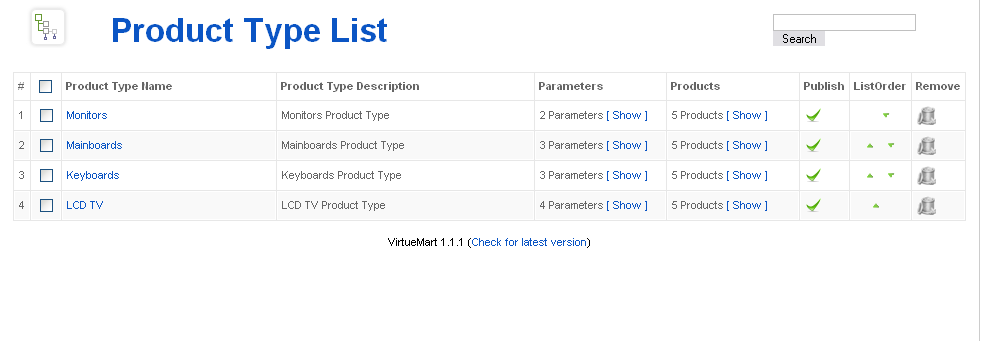 Product Type List
Search
# Product Type Name Product Type Description Parameters Products Publish ListOrder Remove
1 Monitors Monitors Product Type 2 Parameters [ Show ] 5 Products [ Show ]
2 Mainboards Mainboards Product Type 3 Parameters [ Show ] 5 Products [ Show ]
3 Keyboards Keyboards Product Type 3 Parameters [ Show ] 5 Products [ Show ]
4 LCD TV LCD TV Product Type 4 Parameters [ Show ] 5 Products [ Show ]
VirtueMart 1.1.1 (Check for latest version)